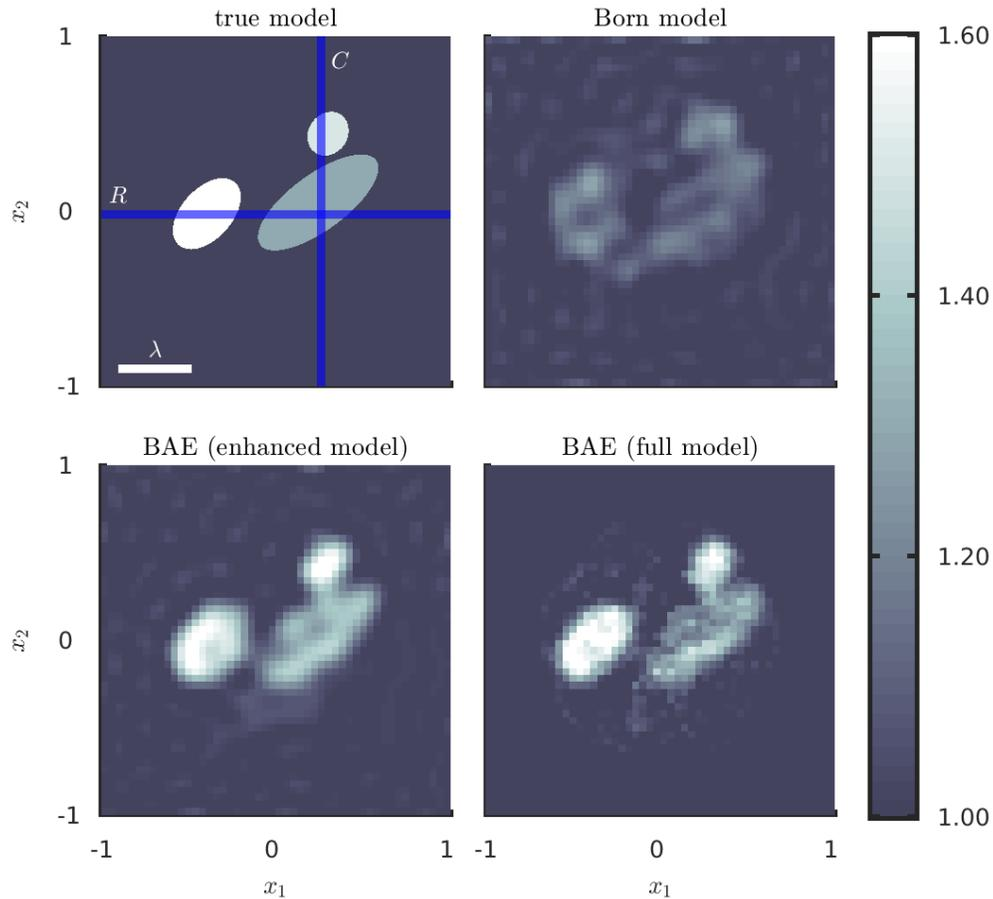 true model
Born model
1
C
R
x2
0
λ
-1
1.60
1.40
1.20
1.00
BAE (enhanced model)
BAE (full model)
1
x2
0
-1
-1 0 1
-1 0 1
x1
x1